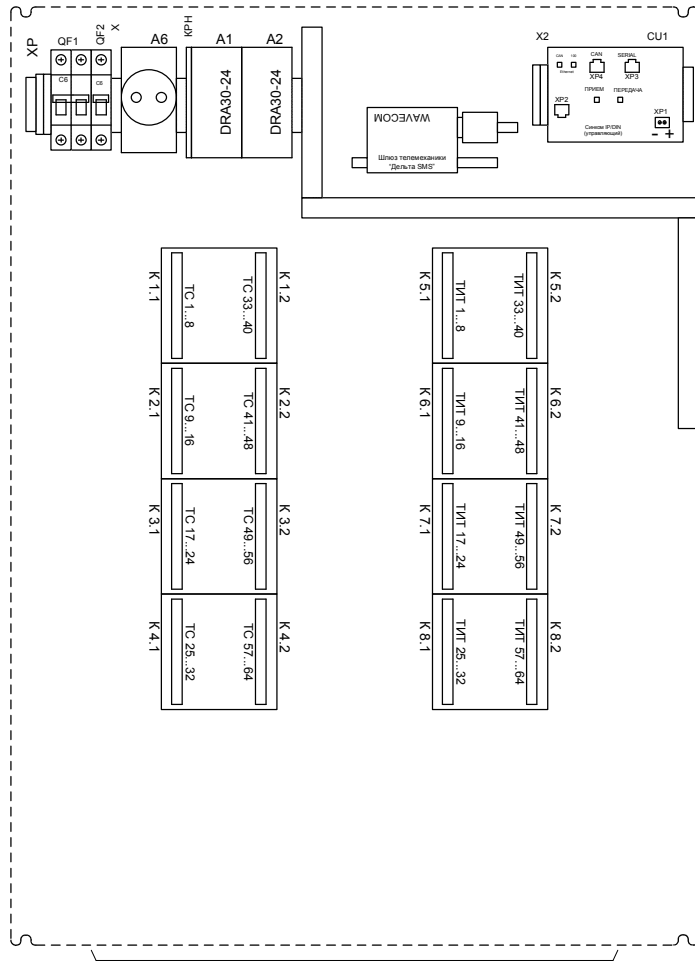 XP
QF1
QF2
X
A6
КРН
A1
A2
X2
CU1
C6
C6
DRA30-24
DRA30-24
WAVECOM
Шлюз телемеханики
"Дельта SMS"
CAN
100
Ethernet
CAN
XP4
SERIAL
XP3
ПРИЕМ
ПЕРЕДАЧА
XP2
XP1
Синком IP/DIN
(управляющий)
- +
К 1.1
ТС 1...8
ТС 33...40
К 1.2
К 5.1
ТИТ 1...8
ТИТ 33...40
К 5.2
К 2.1
ТС 9...16
ТС 41...48
К 2.2
К 6.1
ТИТ 9...16
ТИТ 41...48
К 6.2
К 3.1
ТС 17...24
ТС 49...56
К 3.2
К 7.1
ТИТ 17...24
ТИТ 49...56
К 7.2
К 4.1
ТС 25...32
ТС 57...64
К 4.2
К 8.1
ТИТ 25...32
ТИТ 57...64
К 8.2